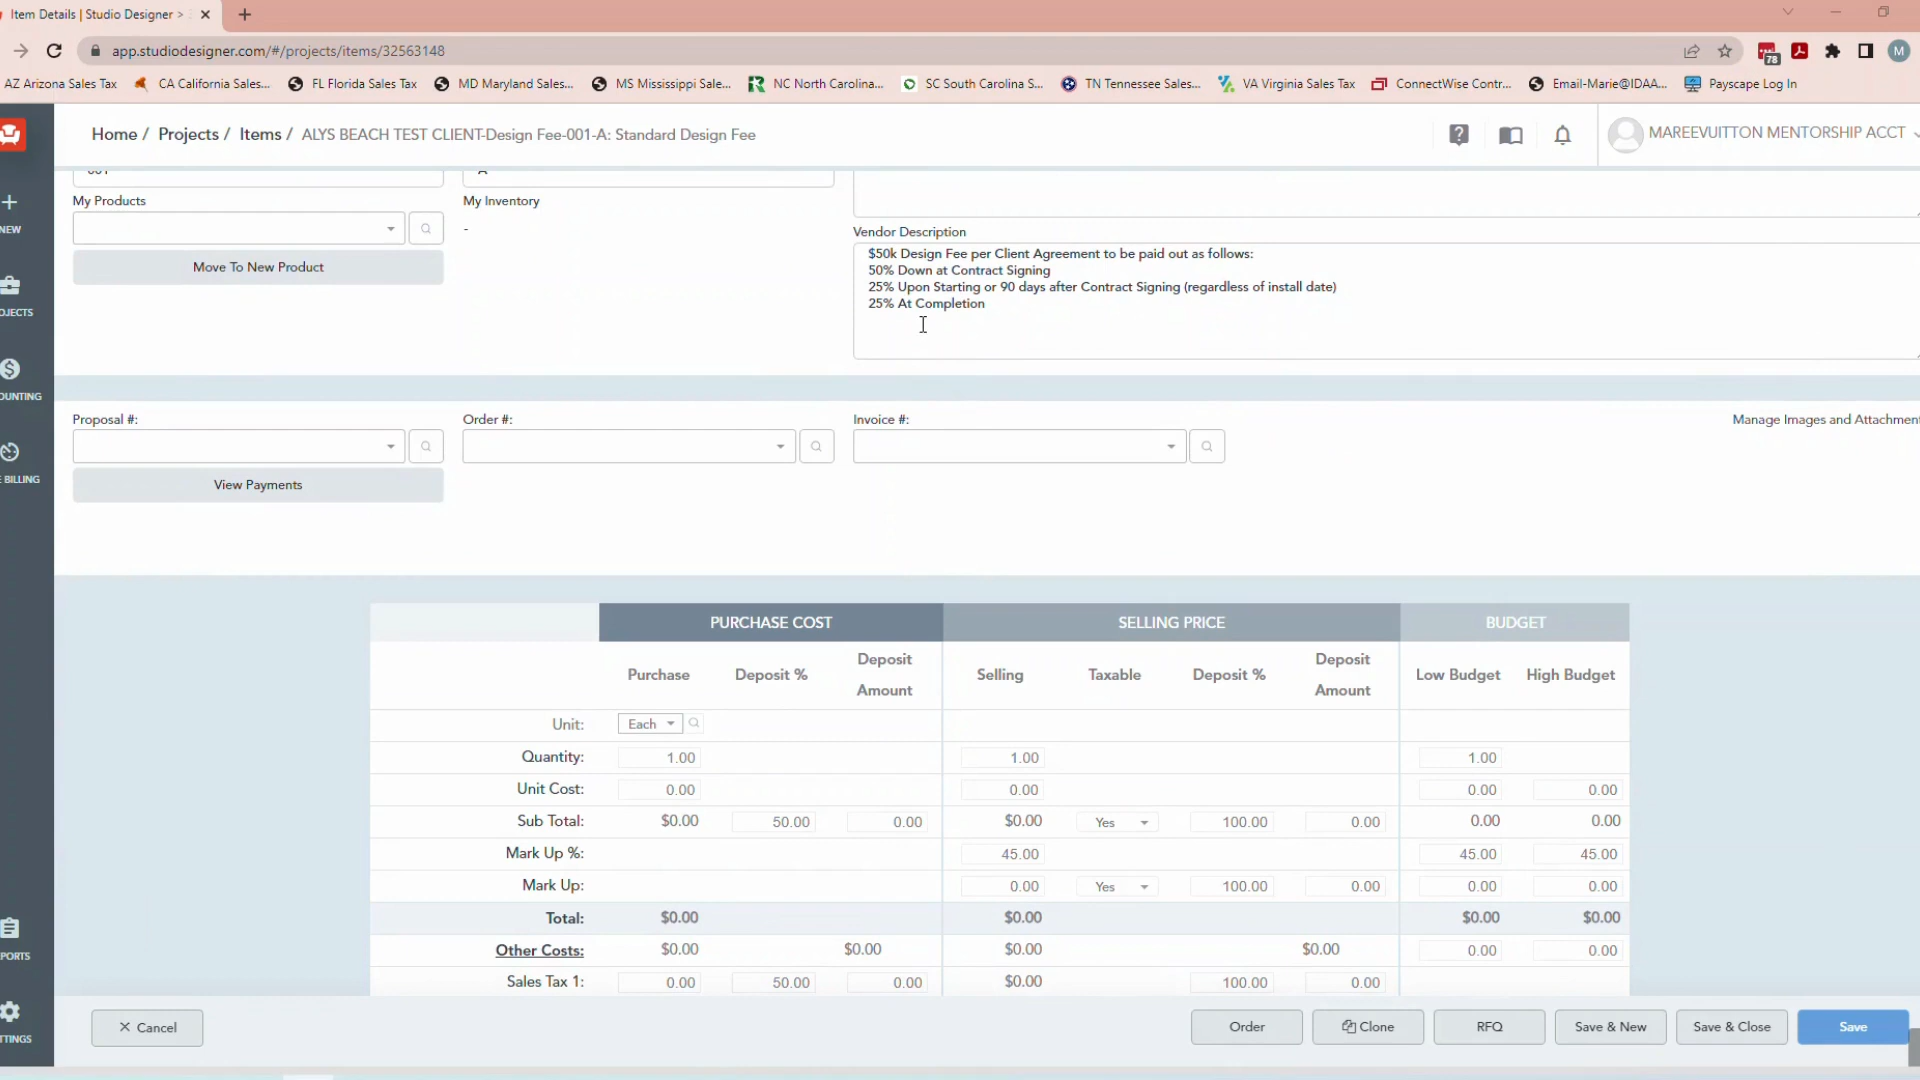 Item Details | Studio Designer >
app.studiodesigner.com/#/projects/items/32563148
78
M
AZ Arizona Sales Tax
CA California Sales...
FL Florida Sales Tax
MD Maryland Sales...
MS Mississippi Sale...
NC North Carolina...
SC South Carolina S...
TN Tennessee Sales...
VA Virginia Sales Tax
ConnectWise Contr...
Email-Marie@IDAA...
Payscape Log In
Home / Projects / Items / ALYS BEACH TEST CLIENT-Design Fee-001-A: Standard Design Fee
MAREEVUITTON MENTORSHIP ACCT
NEW
OJECTS
OUNTING
E BILLING
PORTS
TTINGS
001
A
My Products
My Inventory
-
Move To New Product
Vendor Description
$50k Design Fee per Client Agreement to be paid out as follows:
50% Down at Contract Signing
25% Upon Starting or 90 days after Contract Signing (regardless of install date)
25% At Completion
Proposal #:
Order #:
Invoice #:
Manage Images and Attachment
View Payments
PURCHASE COST SELLING PRICE BUDGET
Purchase Deposit % Deposit Amount Selling Taxable Deposit % Deposit Amount Low Budget High Budget
Unit: Each
Quantity: 1.00 1.00 1.00
Unit Cost: 0.00 0.00 0.00 0.00
Sub Total: $0.00 50.00 0.00 $0.00 Yes 100.00 0.00 0.00 0.00
Mark Up %: 45.00 45.00 45.00
Mark Up: 0.00 Yes 100.00 0.00 0.00 0.00
Total: $0.00 $0.00 $0.00 $0.00
Other Costs: $0.00 $0.00 $0.00 $0.00 0.00 0.00
Sales Tax 1: 0.00 50.00 0.00 $0.00 100.00 0.00
Cancel
Order
Clone
RFQ
Save & New
Save & Close
Save